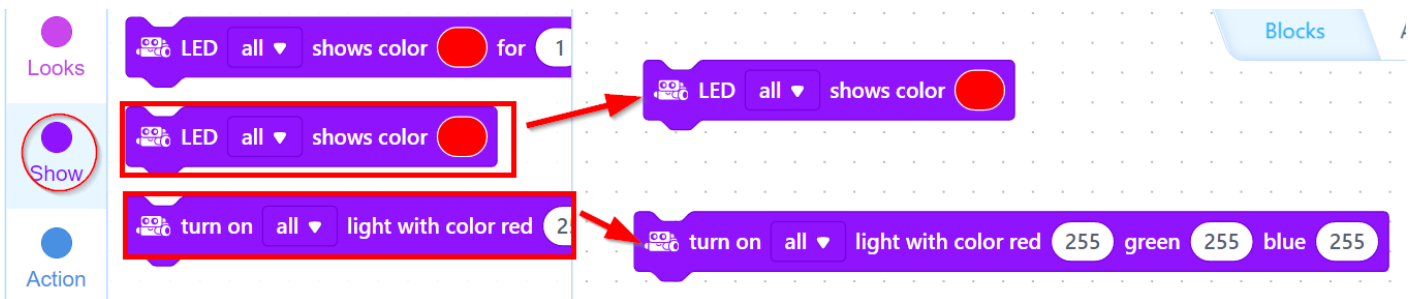 Looks
Show
Action
LED all ▼ shows color for 1
LED all ▼ shows color
turn on all ▼ light with color red 25
Blocks
LED all ▼ shows color
turn on all ▼ light with color red 255 green 255 blue 255